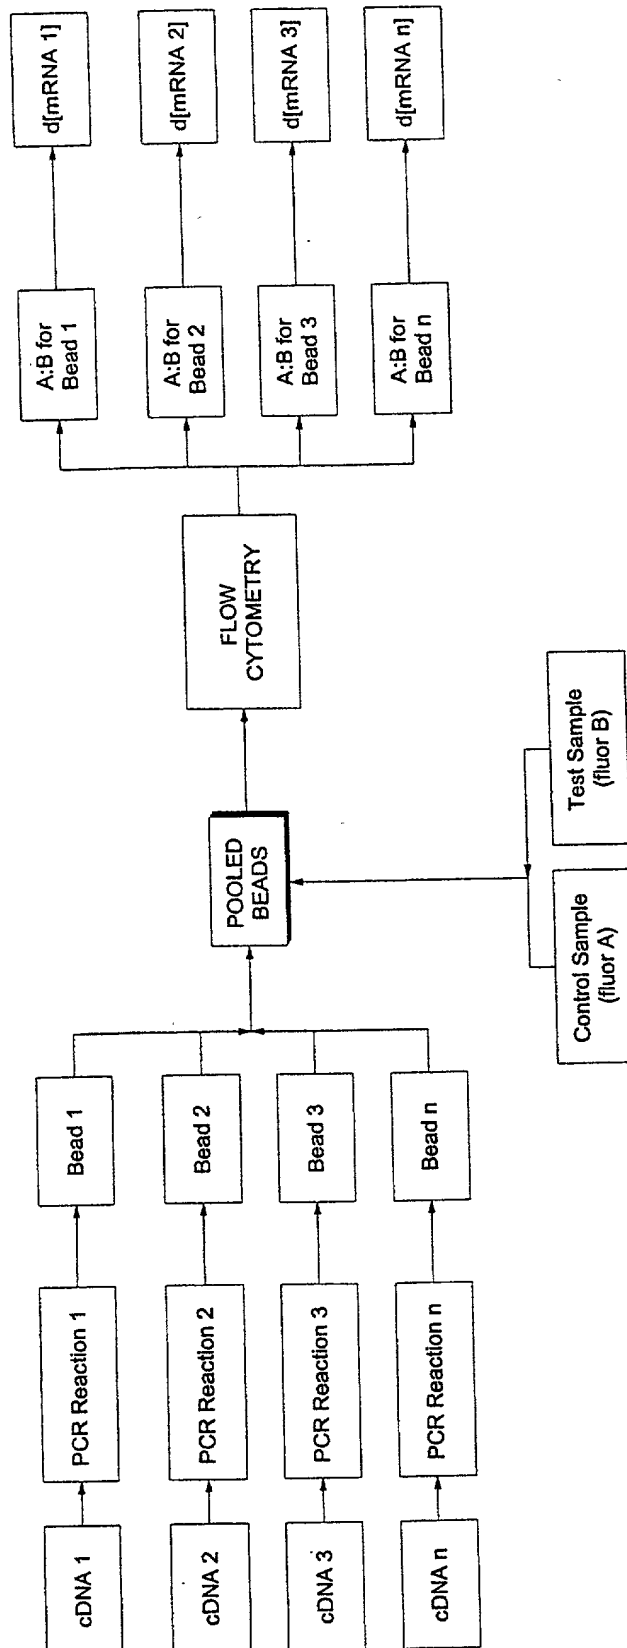 cDNA 1
PCR Reaction 1
Bead 1
cDNA 2
PCR Reaction 2
Bead 2
cDNA 3
PCR Reaction 3
Bead 3
cDNA n
PCR Reaction n
Bead n
POOLED
BEADS
Control Sample
(fluor A)
Test Sample
(fluor B)
FLOW
CYTOMETRY
A:B for
Bead 1
d[mRNA 1]
A:B for
Bead 2
d[mRNA 2]
A:B for
Bead 3
d[mRNA 3]
A:B for
Bead n
d[mRNA n]